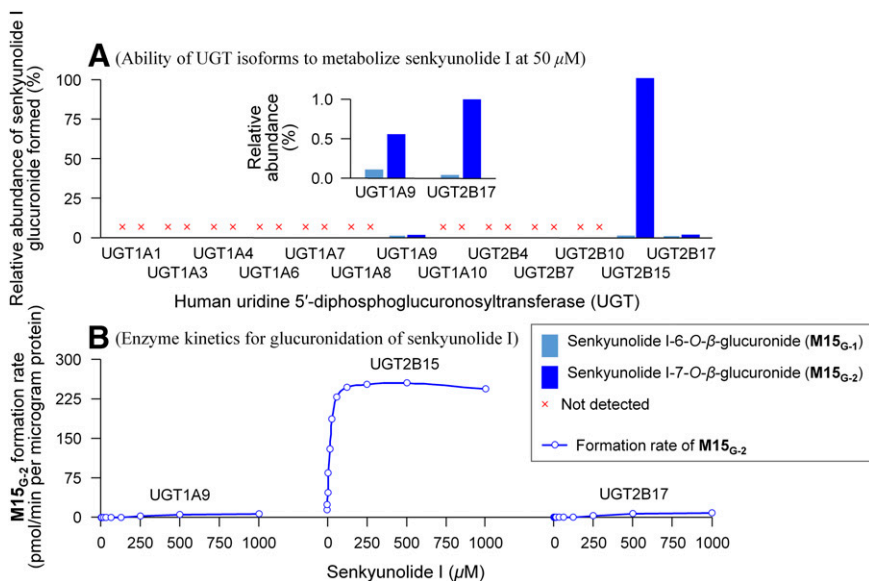 A (Ability of UGT isoforms to metabolize senkyunolide I at 50 μM)
Relative abundance of senkyunolide I
glucuronide formed (%)
100
75
50
25
0
Relative
abundance
(%)
1.0
0.5
0.0
UGT1A9 UGT2B17
× × × × × × × × × × × × × × × × × × × ×
UGT1A1 UGT1A4 UGT1A7 UGT1A9 UGT2B4 UGT2B10 UGT2B17
UGT1A3 UGT1A6 UGT1A8 UGT1A10 UGT2B7 UGT2B15
Human uridine 5′-diphosphoglucuronosyltransferase (UGT)
B (Enzyme kinetics for glucuronidation of senkyunolide I)
M15G-2 formation rate
(pmol/min per microgram protein)
300
225
150
75
0
UGT1A9
UGT2B15
UGT2B17
0 250 500 750 1000 0 250 500 750 1000 0 250 500 750 1000
Senkyunolide I (μM)
Senkyunolide I-6-O-β-glucuronide (M15G-1)
Senkyunolide I-7-O-β-glucuronide (M15G-2)
× Not detected
Formation rate of M15G-2